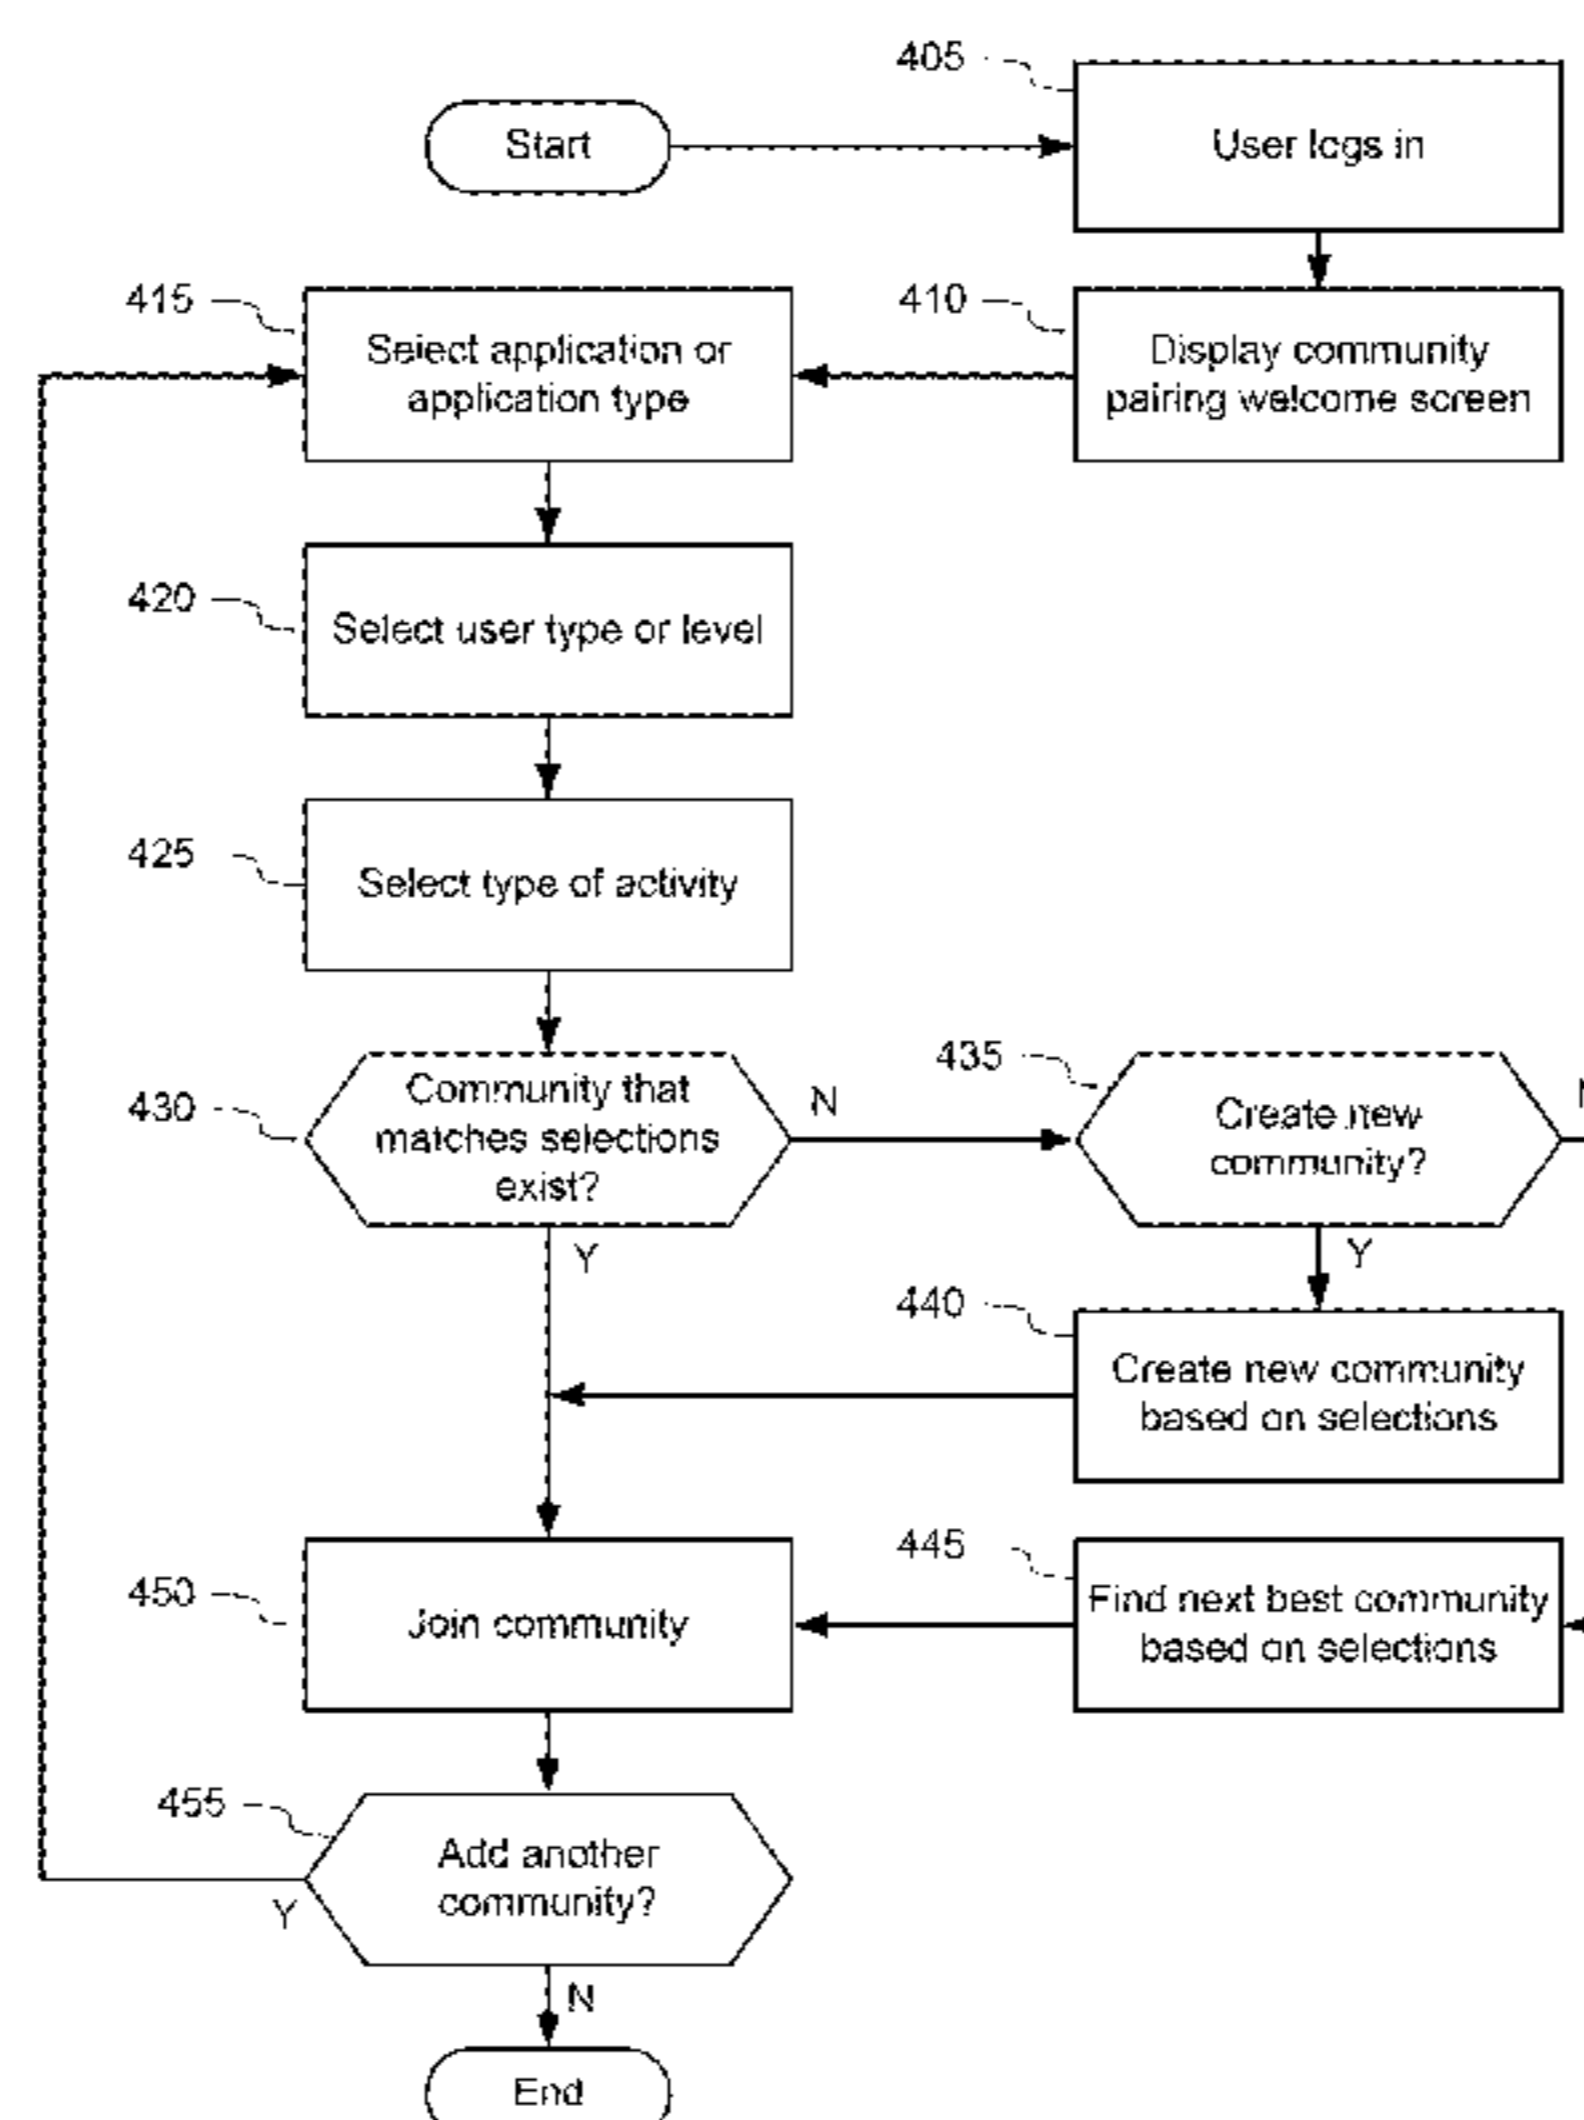 405
Start
User logs in
415
Select application or
application type
410
Display community
pairing welcome screen
420
Select user type or level
425
Select type of activity
430
Community that
matches selections
exist?
N
Y
435
Create new
community?
Y
440
Create new community
based on selections
445
Find next best community
based on selections
450
Join community
455
Add another
community?
Y
N
End